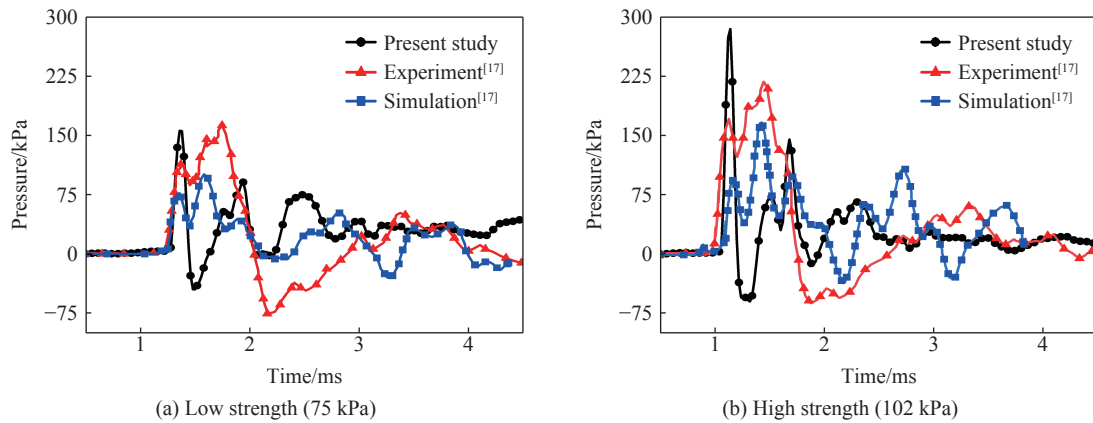 300
225
150
75
0
−75
Pressure/kPa
Present study
Experiment[17]
Simulation[17]
1
2
3
4
Time/ms
(a) Low strength (75 kPa)
300
225
150
75
0
−75
Pressure/kPa
Present study
Experiment[17]
Simulation[17]
1
2
3
4
Time/ms
(b) High strength (102 kPa)